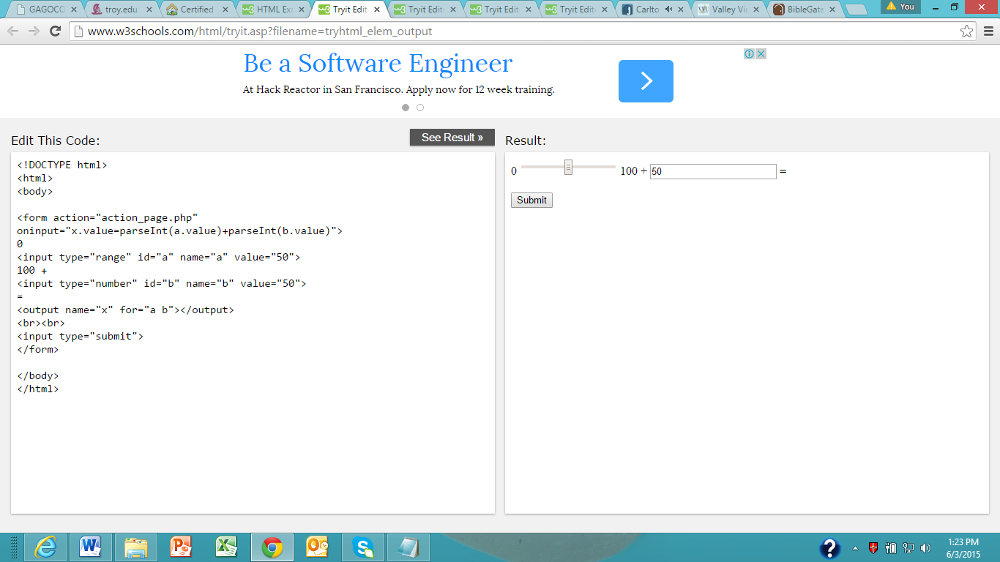 GAGOCO
troy.edu
Certified
HTML Exa
Tryit Edit
Tryit Edit
Tryit Edit
Tryit Edit
Carlto
Valley Vi
BibleGate
You
www.w3schools.com/html/tryit.asp?filename=tryhtml_elem_output
Be a Software Engineer
At Hack Reactor in San Francisco. Apply now for 12 week training.
Edit This Code:
See Result »
Result:
<!DOCTYPE html>
<html>
<body>
<form action="action_page.php"
oninput="x.value=parseInt(a.value)+parseInt(b.value)">
0
<input type="range" id="a" name="a" value="50">
100 +
<input type="number" id="b" name="b" value="50">
=
<output name="x" for="a b"></output>
<br><br>
<input type="submit">
</form>
</body>
</html>
0 100 + 50 =
Submit
1:23 PM
6/3/2015